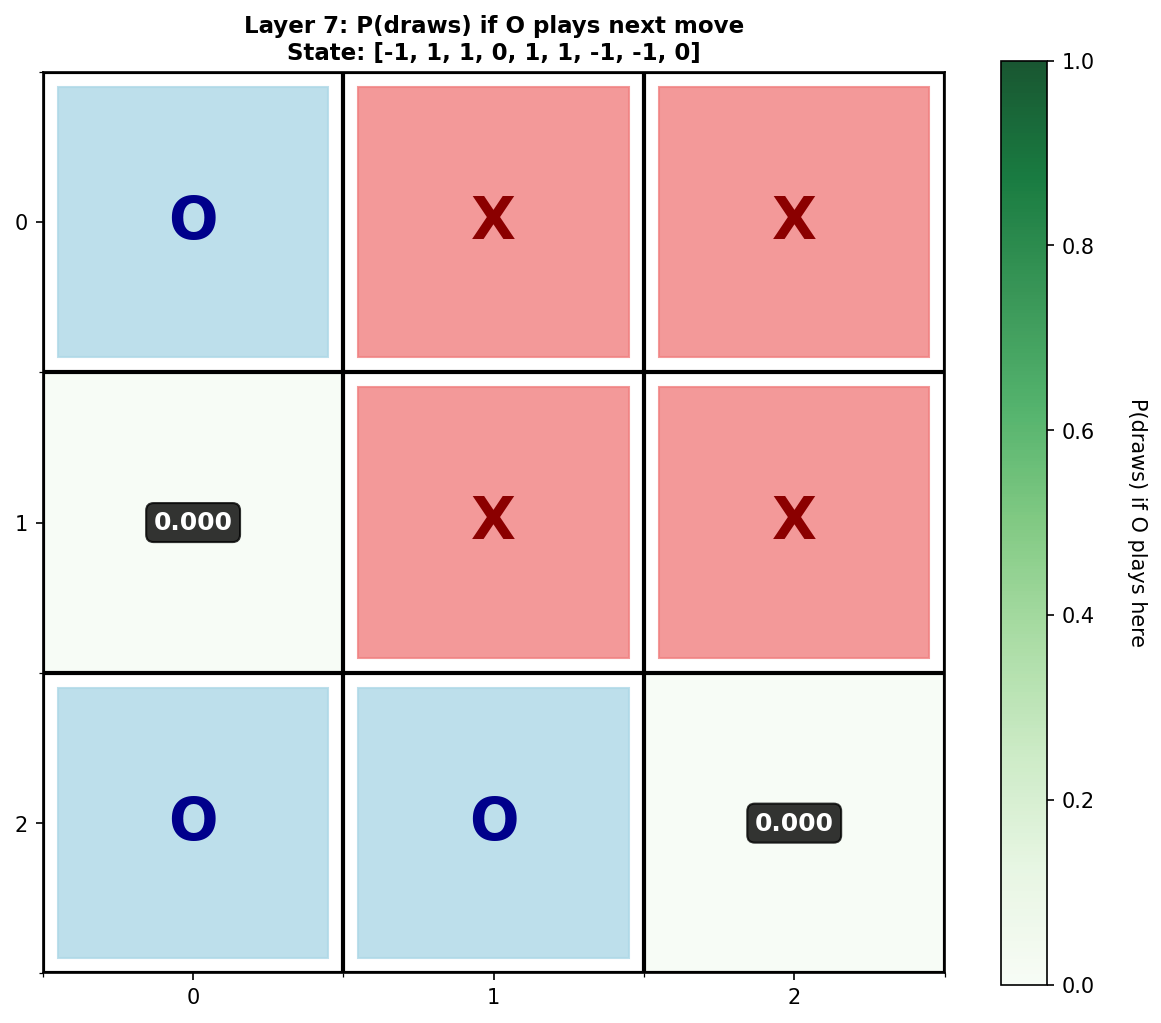 Layer 7: P(draws) if O plays next move
State: [-1, 1, 1, 0, 1, 1, -1, -1, 0]
0
O
X
X
1
0.000
X
X
2
O
O
0.000
0
1
2
1.0
0.8
0.6
0.4
0.2
0.0
P(draws) if O plays here